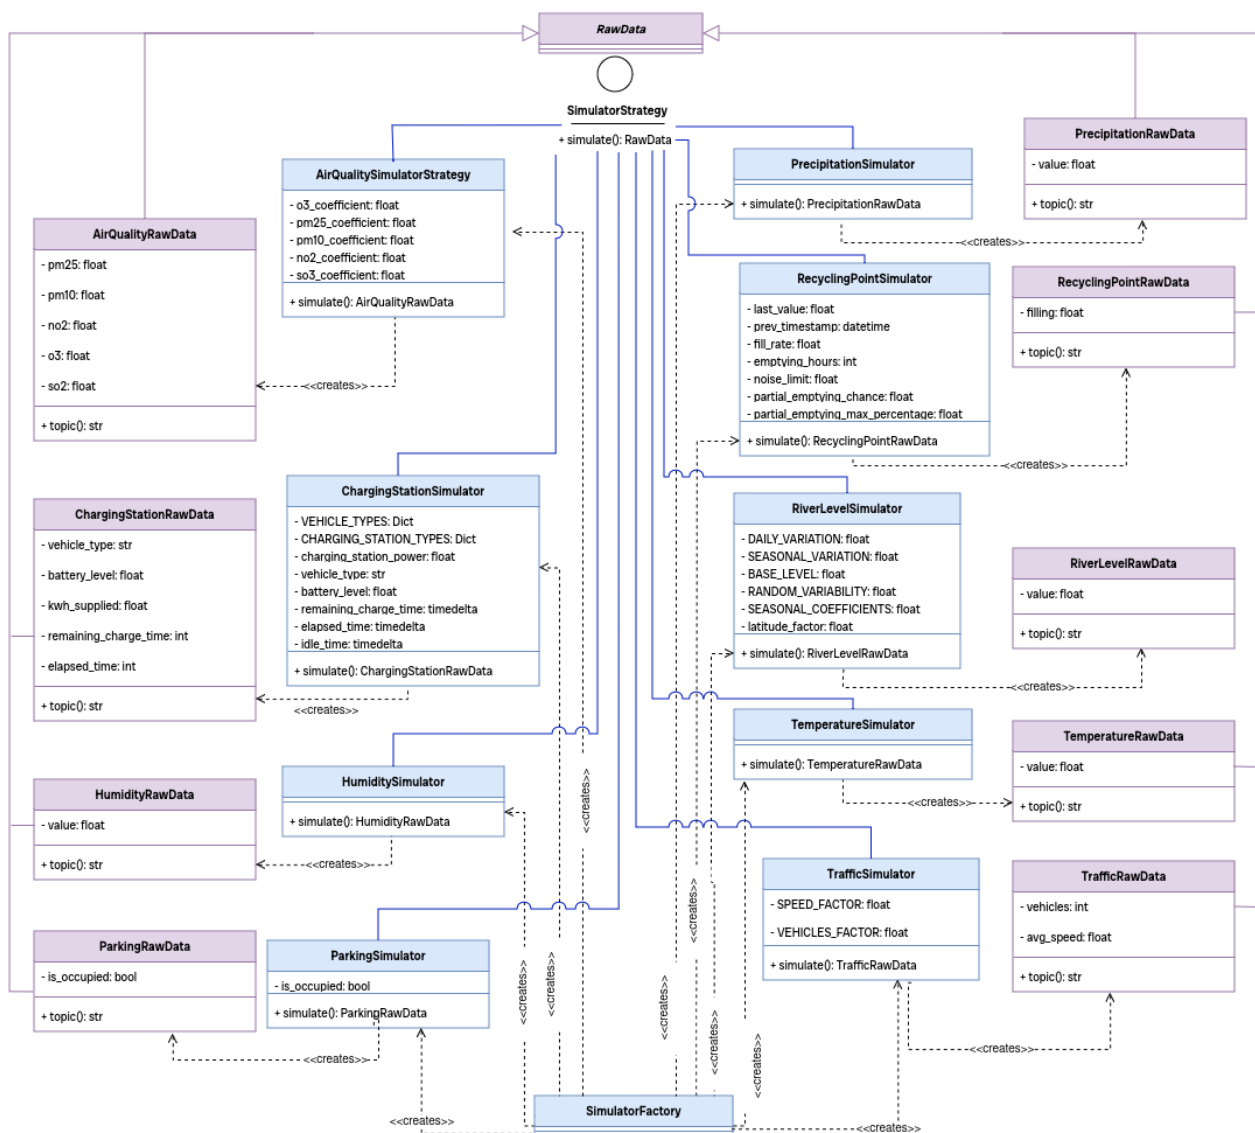 RawData
SimulatorStrategy
+ simulate(): RawData
AirQualitySimulatorStrategy
- o3_coefficient: float
- pm25_coefficient: float
- pm10_coefficient: float
- no2_coefficient: float
- so3_coefficient: float
+ simulate(): AirQualityRawData
AirQualityRawData
- pm25: float
- pm10: float
- no2: float
- o3: float
- so2: float
+ topic(): str
<<creates>>
PrecipitationSimulator
+ simulate(): PrecipitationRawData
PrecipitationRawData
- value: float
+ topic(): str
<<creates>>
RecyclingPointSimulator
- last_value: float
- prev_timestamp: datetime
- fill_rate: float
- emptying_hours: int
- noise_limit: float
- partial_emptying_chance: float
- partial_emptying_max_percentage: float
+ simulate(): RecyclingPointRawData
RecyclingPointRawData
- filling: float
+ topic(): str
<<creates>>
ChargingStationSimulator
- VEHICLE_TYPES: Dict
- CHARGING_STATION_TYPES: Dict
- charging_station_power: float
- vehicle_type: str
- battery_level: float
- remaining_charge_time: timedelta
- elapsed_time: timedelta
- idle_time: timedelta
+ simulate(): ChargingStationRawData
ChargingStationRawData
- vehicle_type: str
- battery_level: float
- kwh_supplied: float
- remaining_charge_time: int
- elapsed_time: int
+ topic(): str
<<creates>>
RiverLevelSimulator
- DAILY_VARIATION: float
- SEASONAL_VARIATION: float
- BASE_LEVEL: float
- RANDOM_VARIABILITY: float
- SEASONAL_COEFFICIENTS: float
- latitude_factor: float
+ simulate(): RiverLevelRawData
RiverLevelRawData
- value: float
+ topic(): str
<<creates>>
HumiditySimulator
+ simulate(): HumidityRawData
HumidityRawData
- value: float
+ topic(): str
<<creates>>
TemperatureSimulator
+ simulate(): TemperatureRawData
TemperatureRawData
- value: float
+ topic(): str
<<creates>>
ParkingSimulator
- is_occupied: bool
+ simulate(): ParkingRawData
ParkingRawData
- is_occupied: bool
+ topic(): str
<<creates>>
TrafficSimulator
- SPEED_FACTOR: float
- VEHICLES_FACTOR: float
+ simulate(): TrafficRawData
TrafficRawData
- vehicles: int
- avg_speed: float
+ topic(): str
<<creates>>
<<creates>>
<<creates>>
<<creates>>
<<creates>>
<<creates>>
<<creates>>
<<creates>>
<<creates>>
<<creates>>
SimulatorFactory
<<creates>>